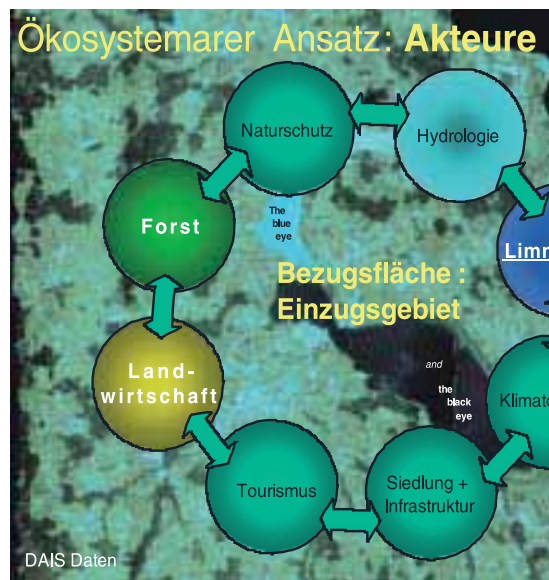 Ökosystemarer Ansatz: Akteure
Naturschutz
Hydrologie
The
blue
eye
Forst
Bezugsfläche :
Einzugsgebiet
Land-
wirtschaft
and
the
black
eye
Tourismus
Siedlung +
Infrastruktur
DAIS Daten